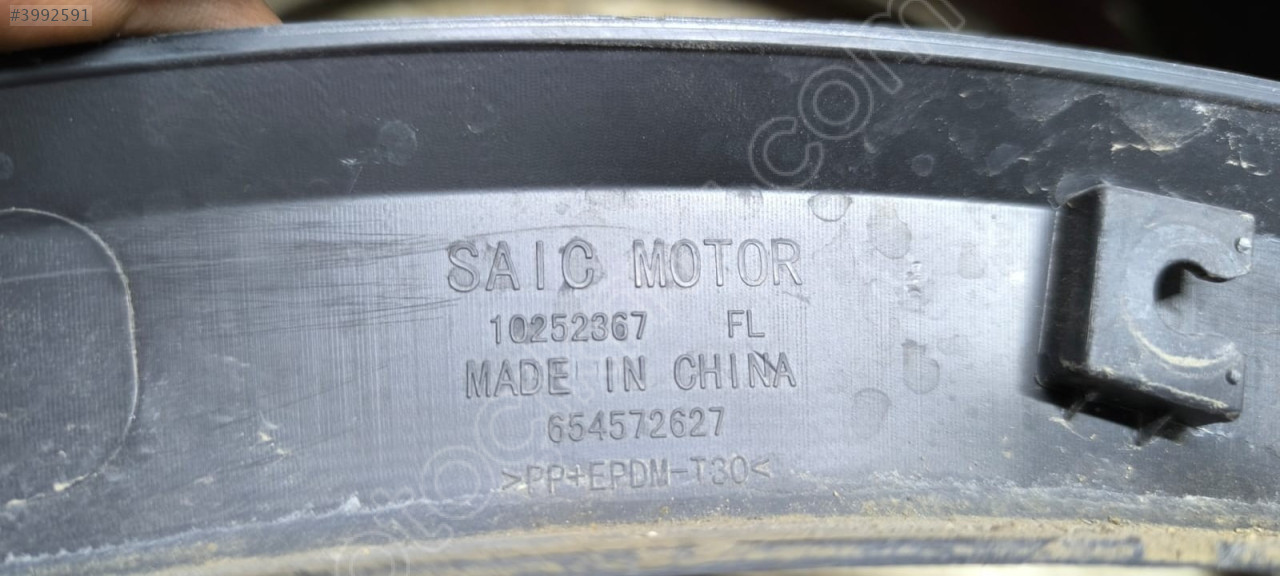 #3992591
SAIC MOTOR
10252367 FL
MADE IN CHINA
654572627
>PP+EPDM-T30<